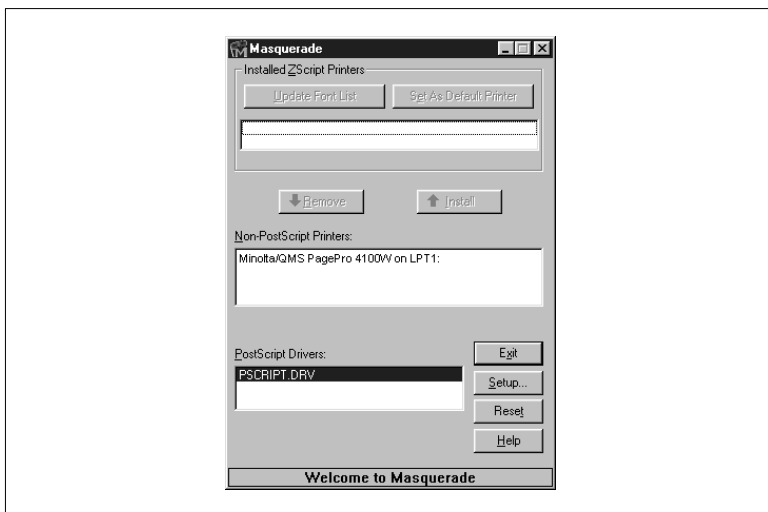 Masquerade
Installed ZScript Printers
Update Font List
Set As Default Printer
Remove
Install
Non-PostScript Printers:
Minolta/QMS PagePro 4100W on LPT1:
PostScript Drivers:
PSCRIPT.DRV
Exit
Setup...
Reset
Help
Welcome to Masquerade